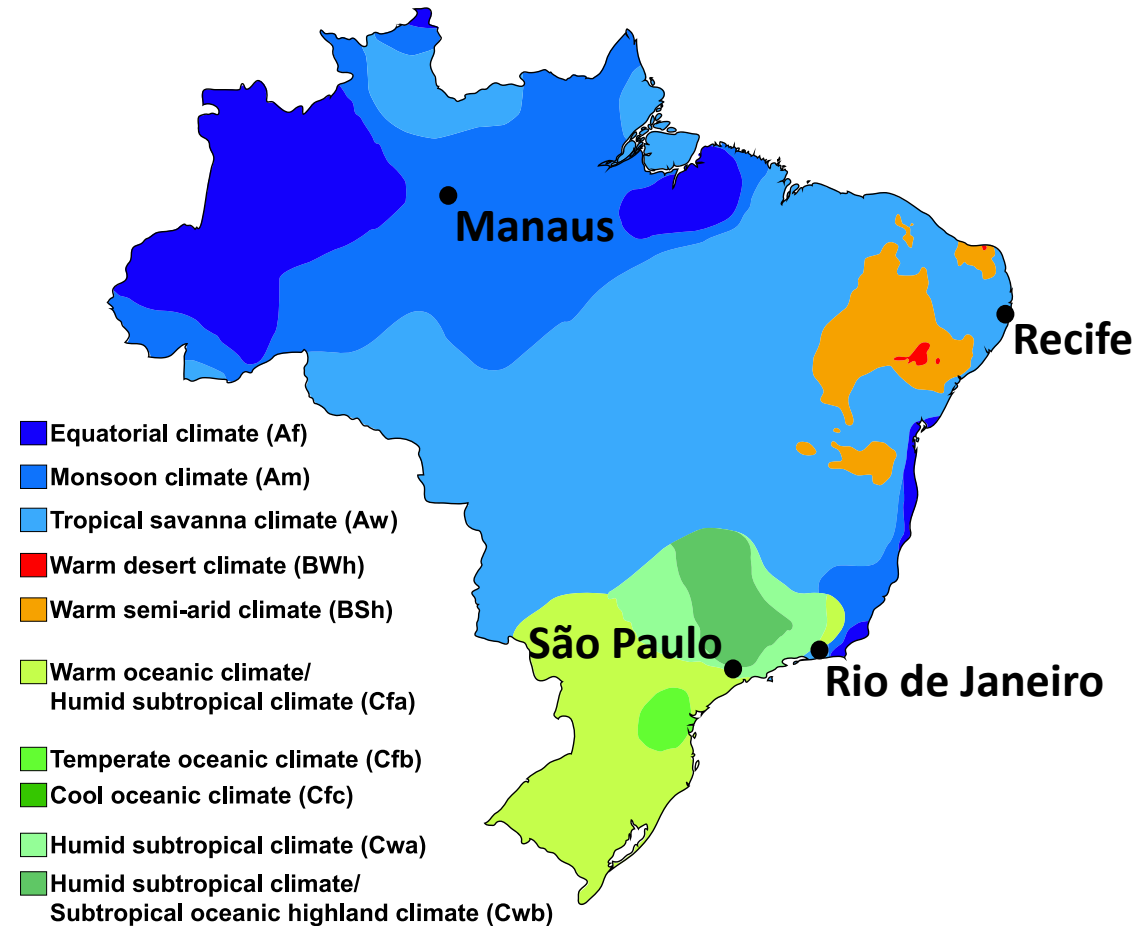 Manaus
Recife
São Paulo
Rio de Janeiro
Equatorial climate (Af)
Monsoon climate (Am)
Tropical savanna climate (Aw)
Warm desert climate (BWh)
Warm semi-arid climate (BSh)
Warm oceanic climate/
Humid subtropical climate (Cfa)
Temperate oceanic climate (Cfb)
Cool oceanic climate (Cfc)
Humid subtropical climate (Cwa)
Humid subtropical climate/
Subtropical oceanic highland climate (Cwb)